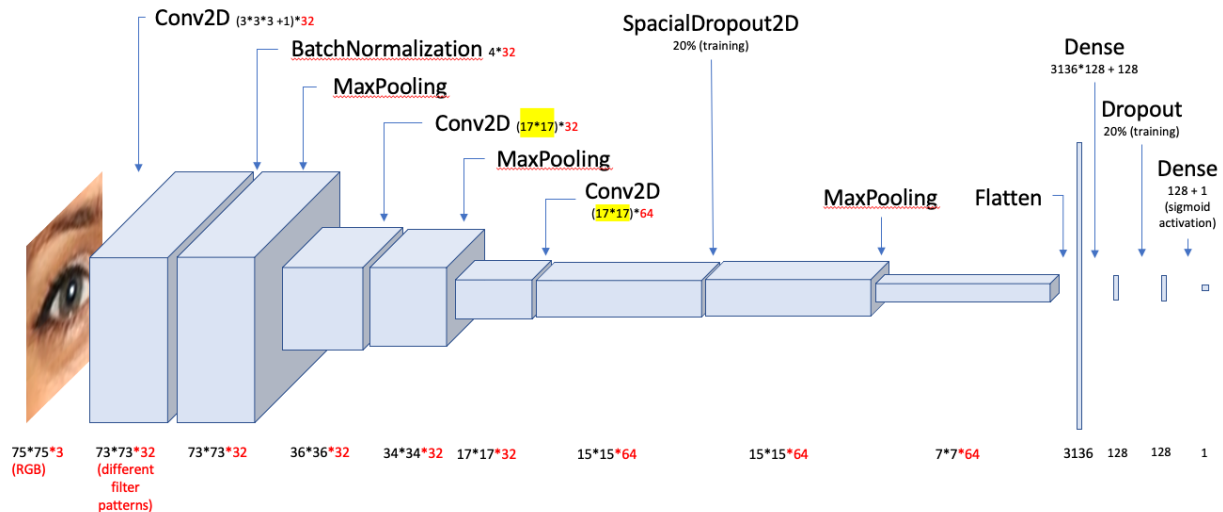 Conv2D (3*3*3 +1)*32
BatchNormalization 4*32
MaxPooling
Conv2D (17*17)*32
MaxPooling
Conv2D
(17*17)*64
SpacialDropout2D
20% (training)
MaxPooling
Flatten
Dense
3136*128 + 128
Dropout
20% (training)
Dense
128 + 1
(sigmoid
activation)
75*75*3
(RGB)
73*73*32
(different
filter
patterns)
73*73*32
36*36*32
34*34*32
17*17*32
15*15*64
15*15*64
7*7*64
3136
128
128
1